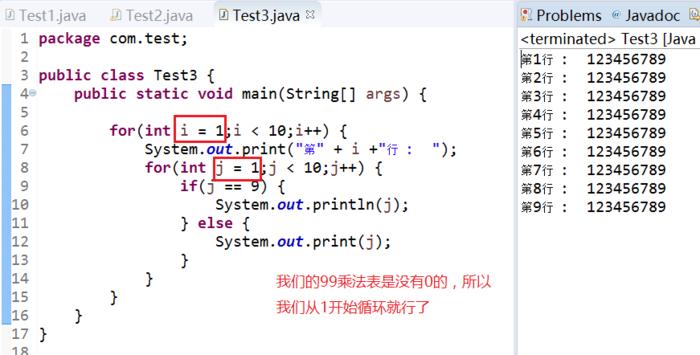 Test1.java Test2.java Test3.java
1 package com.test;
2
3 public class Test3 {
4 public static void main(String[] args) {
5
6 for(int i = 1;i < 10;i++) {
7 System.out.print("第" + i +"行 : ");
8 for(int j = 1;j < 10;j++) {
9 if(j == 9) {
10 System.out.println(j);
11 } else {
12 System.out.print(j);
13 }
14 }
15 }
16 }
17 }
18
我们的99乘法表是没有0的，所以
我们从1开始循环就行了
Problems @ Javadoc
<terminated> Test3 [Java
第1行 : 123456789
第2行 : 123456789
第3行 : 123456789
第4行 : 123456789
第5行 : 123456789
第6行 : 123456789
第7行 : 123456789
第8行 : 123456789
第9行 : 123456789